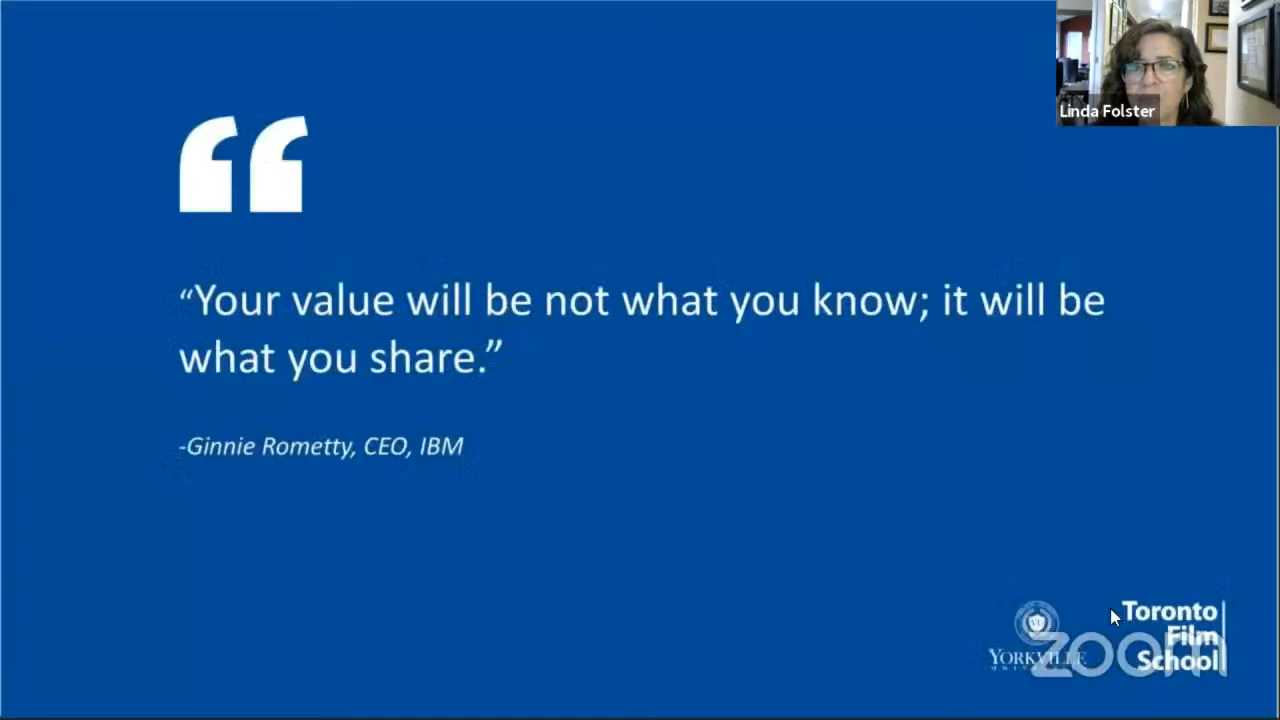 Linda Folster
“Your value will be not what you know; it will be
what you share.”
-Ginnie Rometty, CEO, IBM
Toronto
Film
School
YORKVILLE
zoom